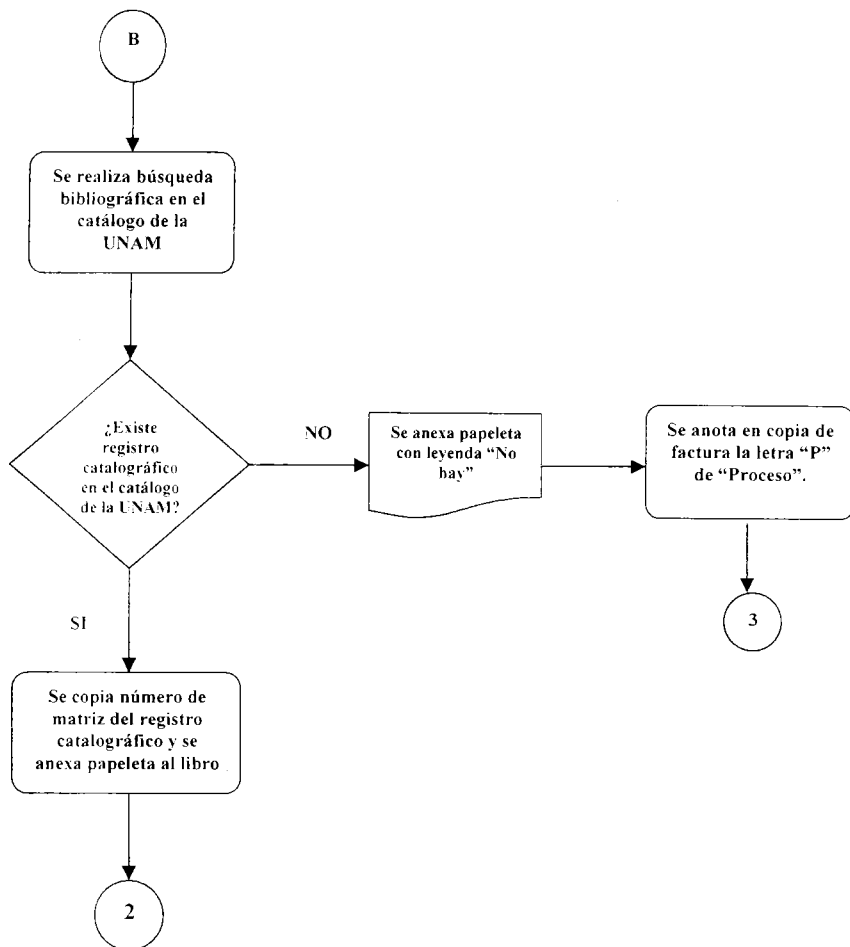 B
Se realiza búsqueda
bibliográfica en el
catálogo de la
UNAM
¿Existe
registro
catalográfico
en el catálogo
de la UNAM?
NO
Se anexa papeleta
con leyenda “No
hay”
Se anota en copia de
factura la letra “P”
de “Proceso”.
3
SI
Se copia número de
matriz del registro
catalográfico y se
anexa papeleta al libro
2